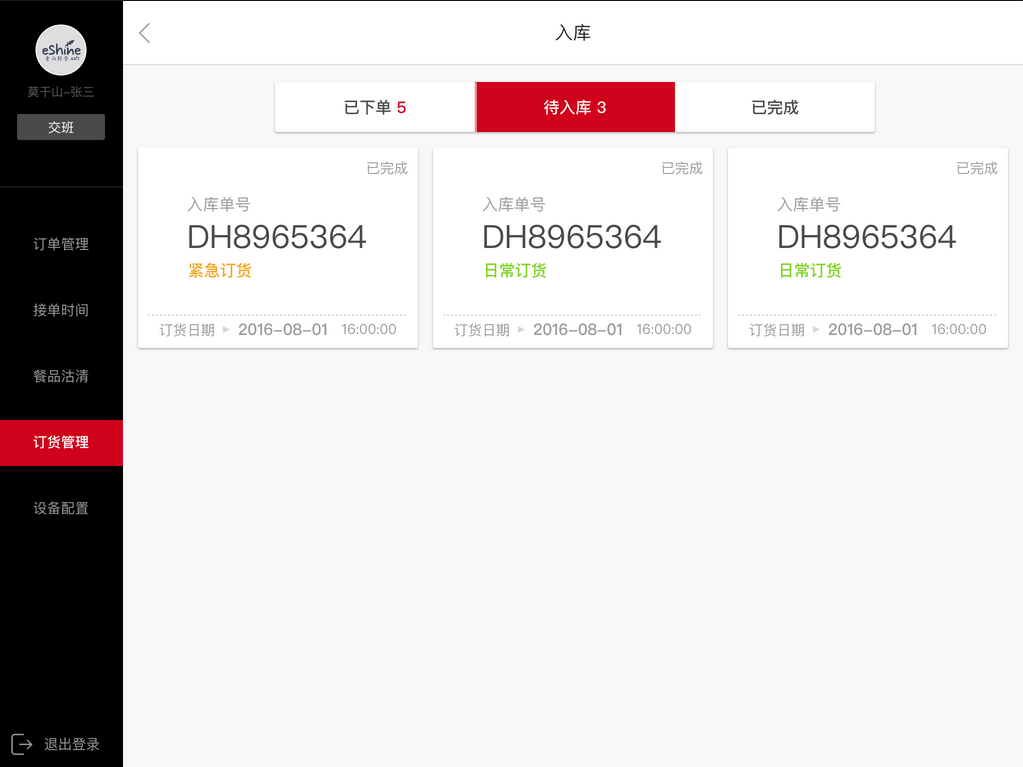 eShine
莫干山-张三
交班
订单管理
接单时间
餐品沽清
订货管理
设备配置
退出登录
入库
已下单 5
待入库 3
已完成
已完成
入库单号
DH8965364
紧急订货
订货日期 ▶ 2016-08-01 16:00:00
已完成
入库单号
DH8965364
日常订货
订货日期 ▶ 2016-08-01 16:00:00
已完成
入库单号
DH8965364
日常订货
订货日期 ▶ 2016-08-01 16:00:00